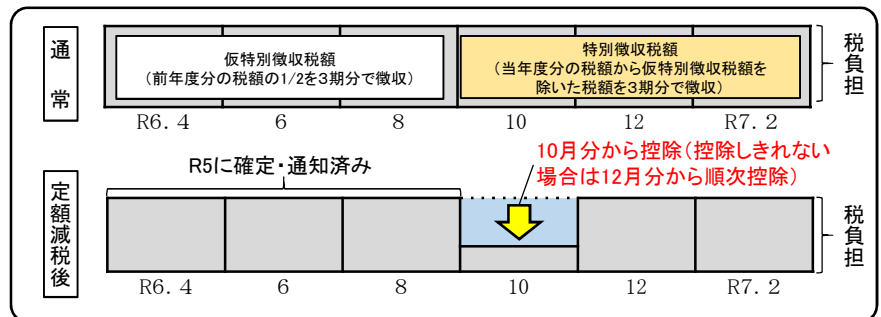 通常
仮特別徴収税額
(前年度分の税額の1/2を3期分で徴収)
特別徴収税額
(当年度分の税額から仮特別徴収税額を
除いた税額を3期分で徴収)
税負担
R6.4 6 8 10 12 R7.2
R5に確定・通知済み
10月分から控除(控除しきれない
場合は12月分から順次控除)
定額減税後
税負担
R6.4 6 8 10 12 R7.2